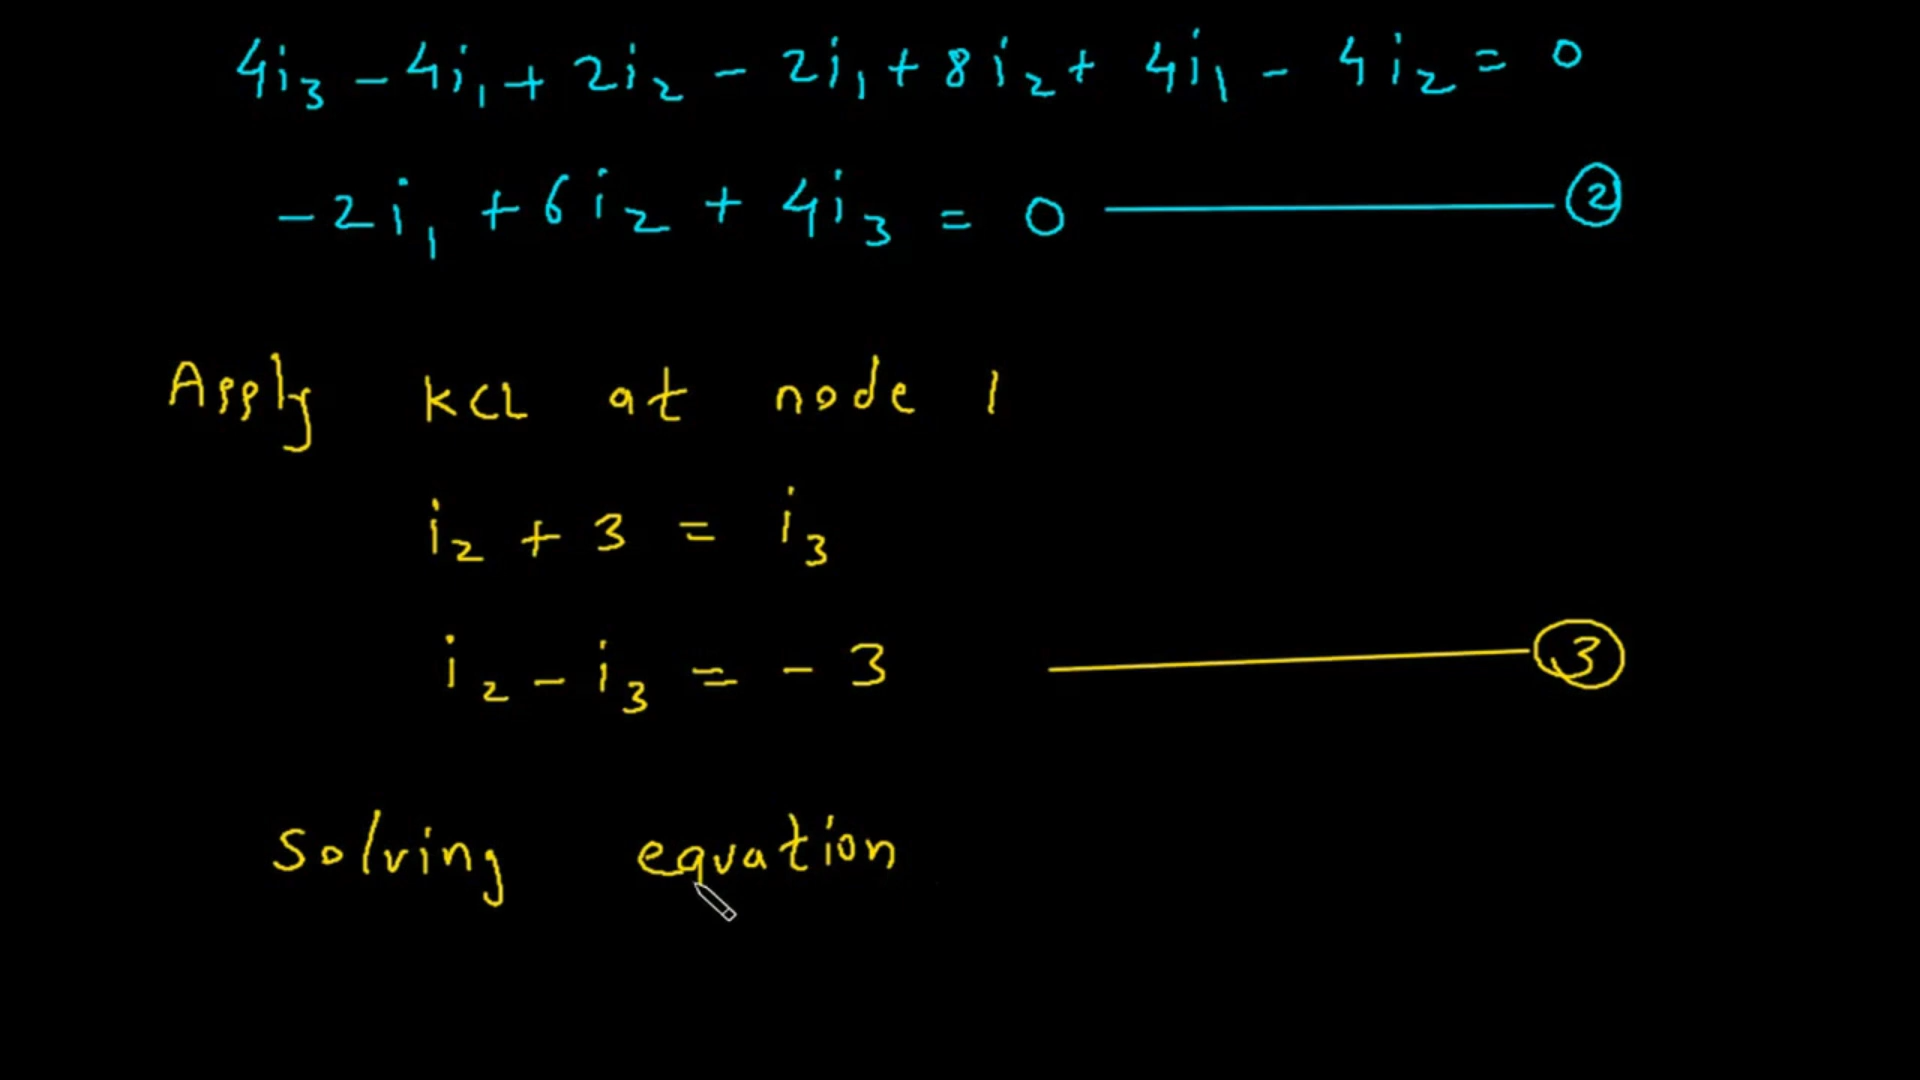 4i₃ - 4i₁ + 2i₂ - 2i₁ + 8i₂ + 4i₁ - 4i₂ = 0
-2i₁ + 6i₂ + 4i₃ = 0 ——— ②
Apply KCL at node 1
i₂ + 3 = i₃
i₂ - i₃ = -3 ——— ③
Solving equation